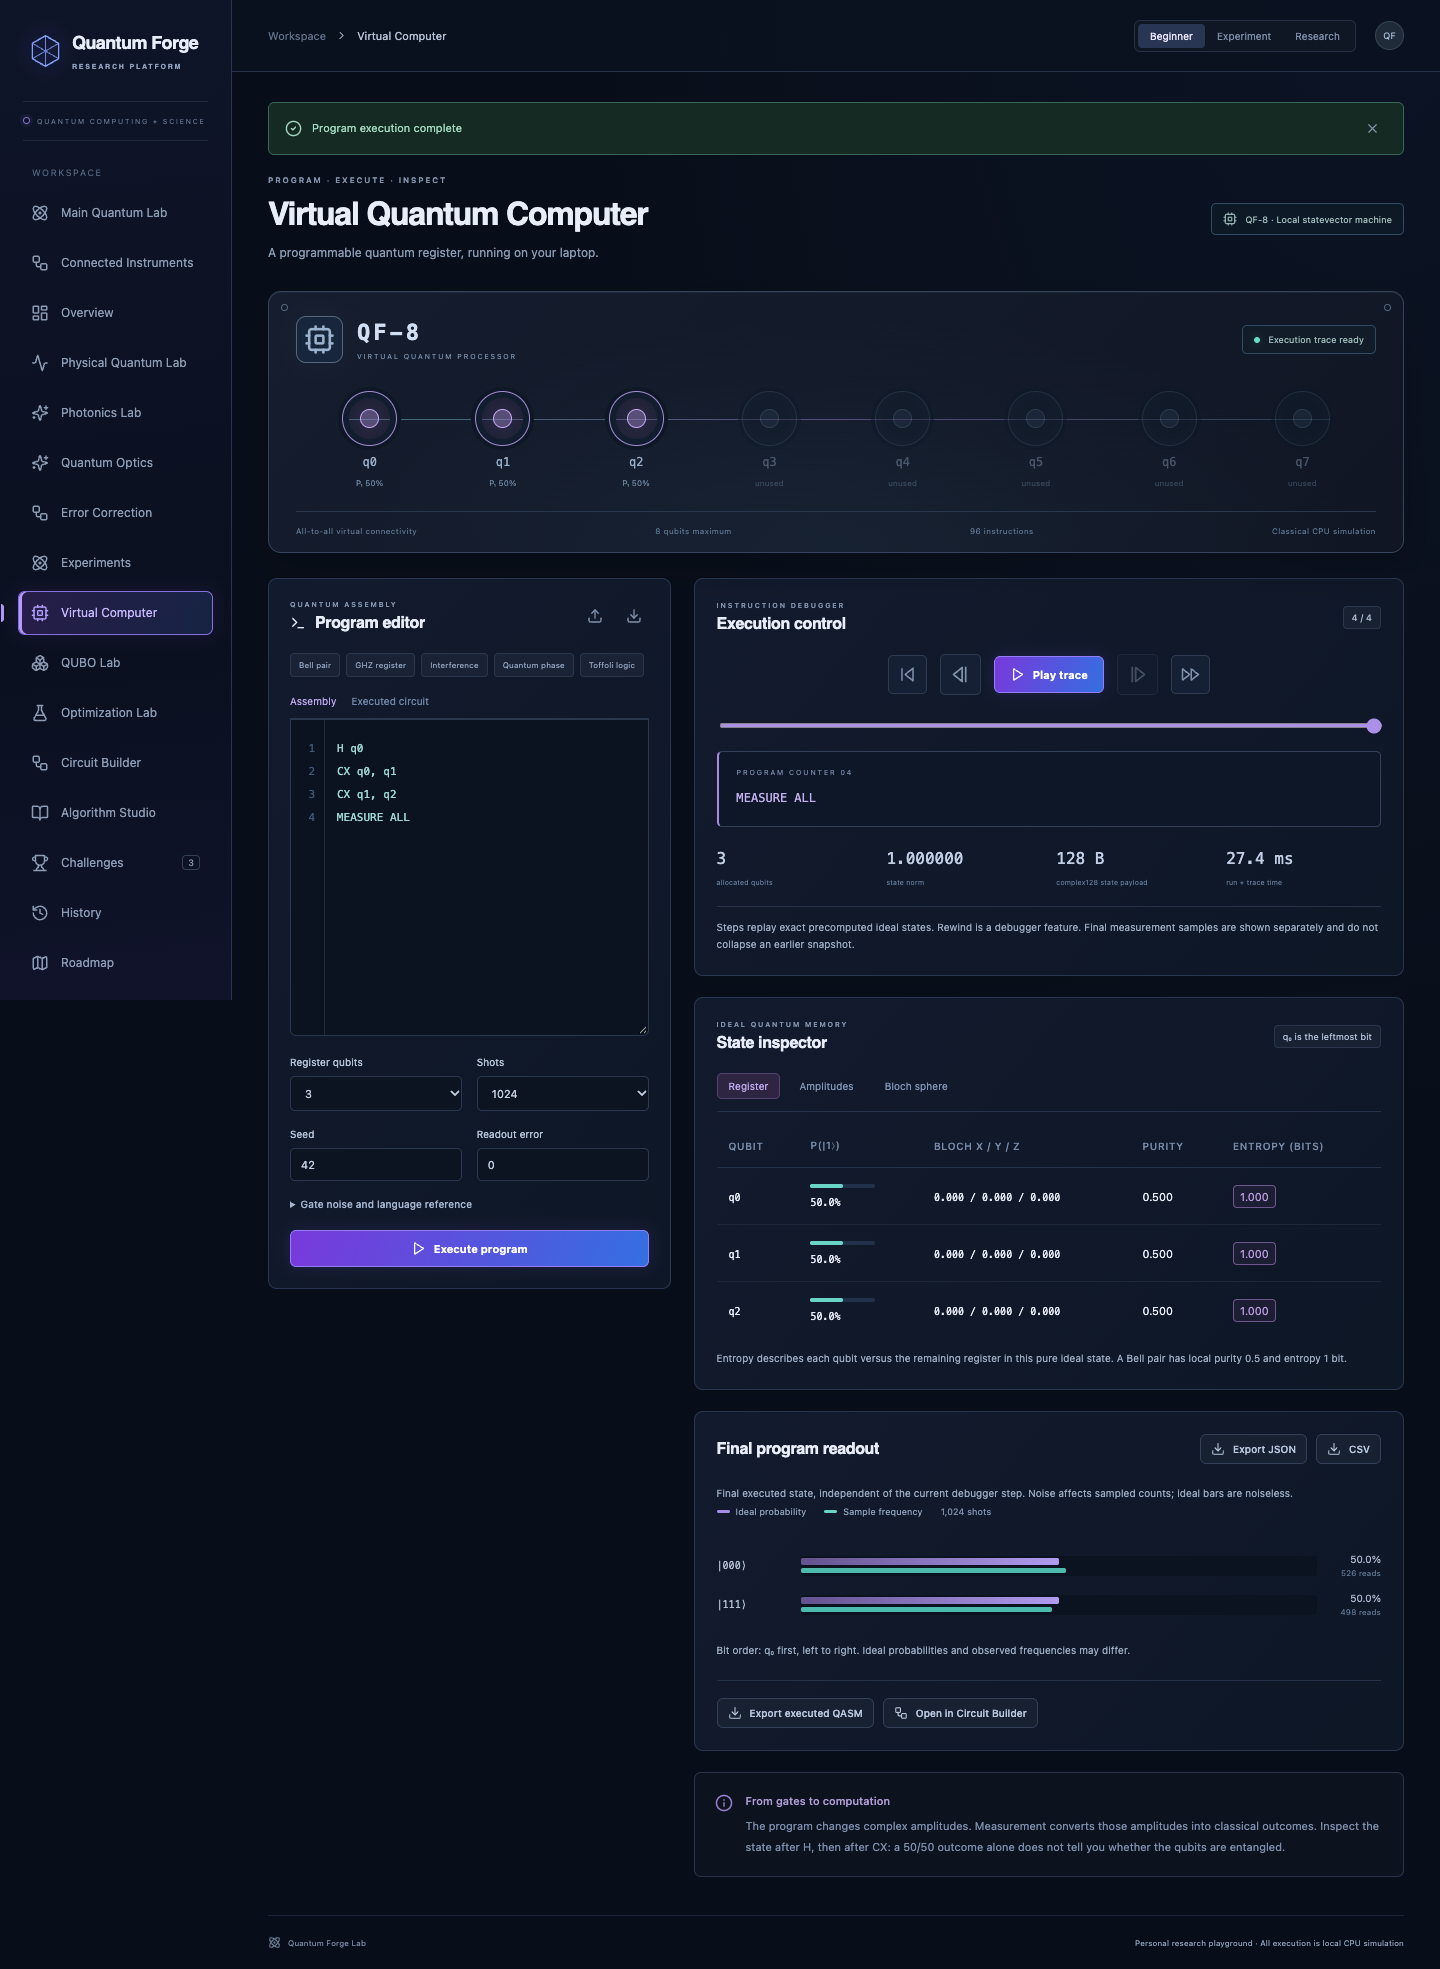 Quantum Forge
RESEARCH PLATFORM
QUANTUM COMPUTING + SCIENCE
WORKSPACE
Main Quantum Lab
Connected Instruments
Overview
Physical Quantum Lab
Photonics Lab
Quantum Optics
Error Correction
Experiments
Virtual Computer
QUBO Lab
Optimization Lab
Circuit Builder
Algorithm Studio
Challenges 3
History
Roadmap
Workspace > Virtual Computer
Beginner Experiment Research QF
Program execution complete
PROGRAM · EXECUTE · INSPECT
Virtual Quantum Computer
A programmable quantum register, running on your laptop.
QF-8 · Local statevector machine
QF-8
VIRTUAL QUANTUM PROCESSOR
Execution trace ready
q0 q1 q2 q3 q4 q5 q6 q7
P₁ 50% P₁ 50% P₁ 50% unused unused unused unused unused
All-to-all virtual connectivity 8 qubits maximum 96 instructions Classical CPU simulation
QUANTUM ASSEMBLY
Program editor
Bell pair GHZ register Interference Quantum phase Toffoli logic
Assembly Executed circuit
1 H q0
2 CX q0, q1
3 CX q1, q2
4 MEASURE ALL
Register qubits Shots
3 1024
Seed Readout error
42 0
Gate noise and language reference
Execute program
INSTRUCTION DEBUGGER
Execution control
4 / 4
Play trace
PROGRAM COUNTER 04
MEASURE ALL
3 1.000000 128 B 27.4 ms
allocated qubits state norm complex128 state payload run + trace time
Steps replay exact precomputed ideal states. Rewind is a debugger feature. Final measurement samples are shown separately and do not
collapse an earlier snapshot.
IDEAL QUANTUM MEMORY
State inspector
q₀ is the leftmost bit
Register Amplitudes Bloch sphere
QUBIT P(|1⟩) BLOCH X / Y / Z PURITY ENTROPY (BITS)
q0 50.0% 0.000 / 0.000 / 0.000 0.500 1.000
q1 50.0% 0.000 / 0.000 / 0.000 0.500 1.000
q2 50.0% 0.000 / 0.000 / 0.000 0.500 1.000
Entropy describes each qubit versus the remaining register in this pure ideal state. A Bell pair has local purity 0.5 and entropy 1 bit.
Final program readout
Export JSON CSV
Final executed state, independent of the current debugger step. Noise affects sampled counts; ideal bars are noiseless.
Ideal probability Sample frequency 1,024 shots
|000⟩ 50.0%
526 reads
|111⟩ 50.0%
498 reads
Bit order: q₀ first, left to right. Ideal probabilities and observed frequencies may differ.
Export executed QASM Open in Circuit Builder
From gates to computation
The program changes complex amplitudes. Measurement converts those amplitudes into classical outcomes. Inspect the
state after H, then after CX: a 50/50 outcome alone does not tell you whether the qubits are entangled.
Quantum Forge Lab
Personal research playground · All execution is local CPU simulation